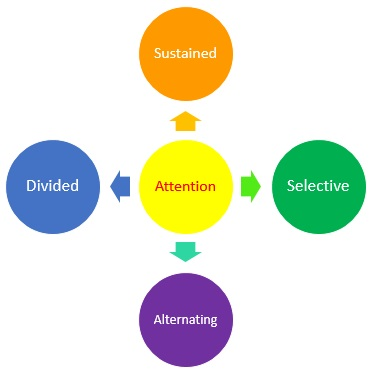 Sustained
Divided
Attention
Selective
Alternating